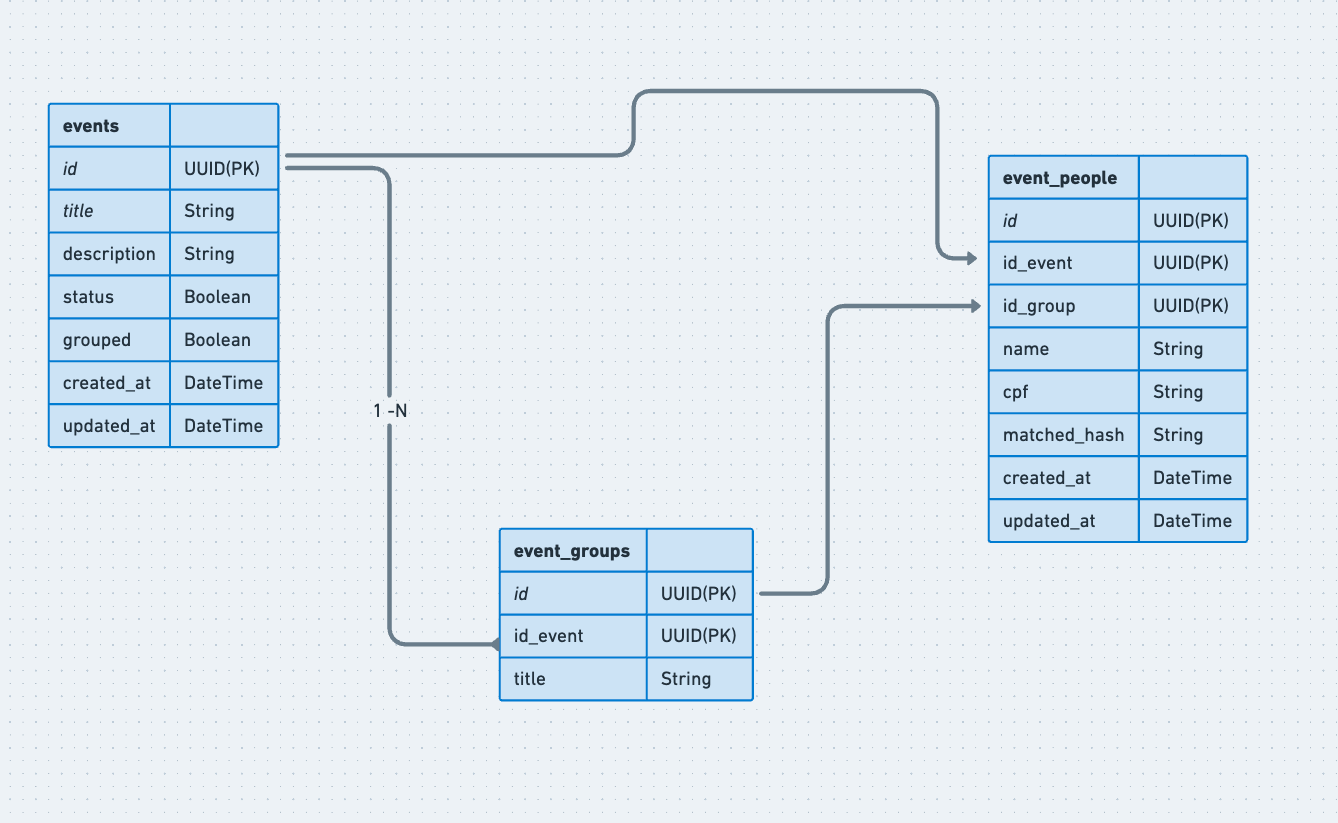 events
id UUID(PK)
title String
description String
status Boolean
grouped Boolean
created_at DateTime
updated_at DateTime
1 -N
event_groups
id UUID(PK)
id_event UUID(PK)
title String
event_people
id UUID(PK)
id_event UUID(PK)
id_group UUID(PK)
name String
cpf String
matched_hash String
created_at DateTime
updated_at DateTime